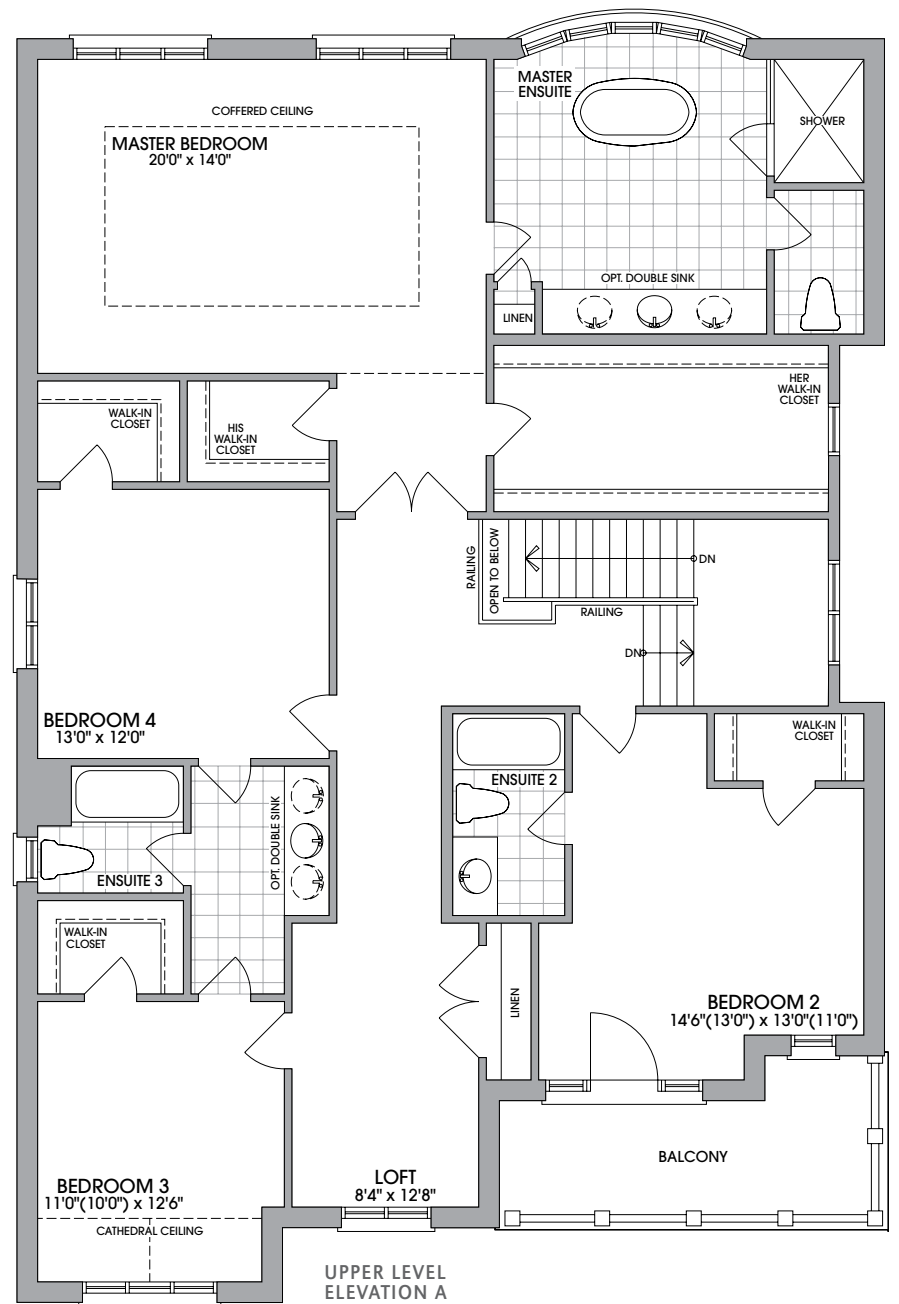 MASTER
ENSUITE
COFFERED CEILING
MASTER BEDROOM
20'0" x 14'0"
SHOWER
OPT. DOUBLE SINK
LINEN
HER
WALK-IN
CLOSET
WALK-IN
CLOSET
HIS
WALK-IN
CLOSET
RAILING
OPEN TO BELOW
DN
RAILING
DN
BEDROOM 4
13'0" x 12'0"
WALK-IN
CLOSET
ENSUITE 2
OPT. DOUBLE SINK
ENSUITE 3
WALK-IN
CLOSET
LINEN
BEDROOM 2
14'6"(13'0") x 13'0"(11'0")
BALCONY
LOFT
8'4" x 12'8"
BEDROOM 3
11'0"(10'0") x 12'6"
CATHEDRAL CEILING
UPPER LEVEL
ELEVATION A